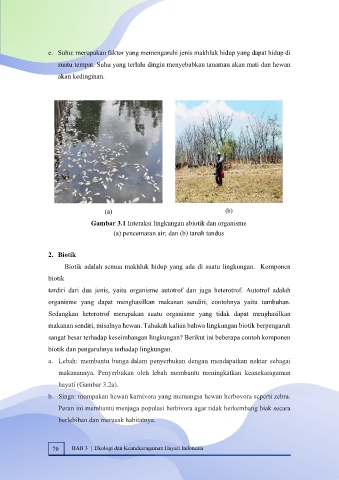 e. Suhu: merupakan faktor yang memengaruhi jenis makhluk hidup yang dapat hidup di
suatu tempat. Suhu yang terlalu dingin menyebabkan tanaman akan mati dan hewan
akan kedinginan.
(a) (b)
Gambar 3.1 Interaksi lingkungan abiotik dan organisme
(a) pencemaran air; dan (b) tanah tandus
2. Biotik
Biotik adalah semua makhluk hidup yang ada di suatu lingkungan. Komponen
biotik
terdiri dari dua jenis, yaitu organisme autotrof dan juga heterotrof. Autotrof adalah
organisme yang dapat menghasilkan makanan sendiri, contohnya yaitu tumbuhan.
Sedangkan heterotrof merupakan suatu organisme yang tidak dapat menghasilkan
makanan sendiri, misalnya hewan. Tahukah kalian bahwa lingkungan biotik berpengaruh
sangat besar terhadap keseimbangan lingkungan? Berikut ini beberapa contoh komponen
biotik dan pengaruhnya terhadap lingkungan.
a. Lebah: membantu bunga dalam penyerbukan dengan mendapatkan nektar sebagai
makanannya. Penyerbukan oleh lebah membantu meningkatkan keanekaragaman
hayati (Gambar 3.2a).
b. Singa: merupakan hewan karnivora yang memangsa hewan herbovora seperti zebra.
Peran ini membantu menjaga populasi herbivora agar tidak berkembang biak secara
berlebihan dan merusak habitatnya.
76 BAB 3 | Ekologi dan Keanekaragaman Hayati Indonesia